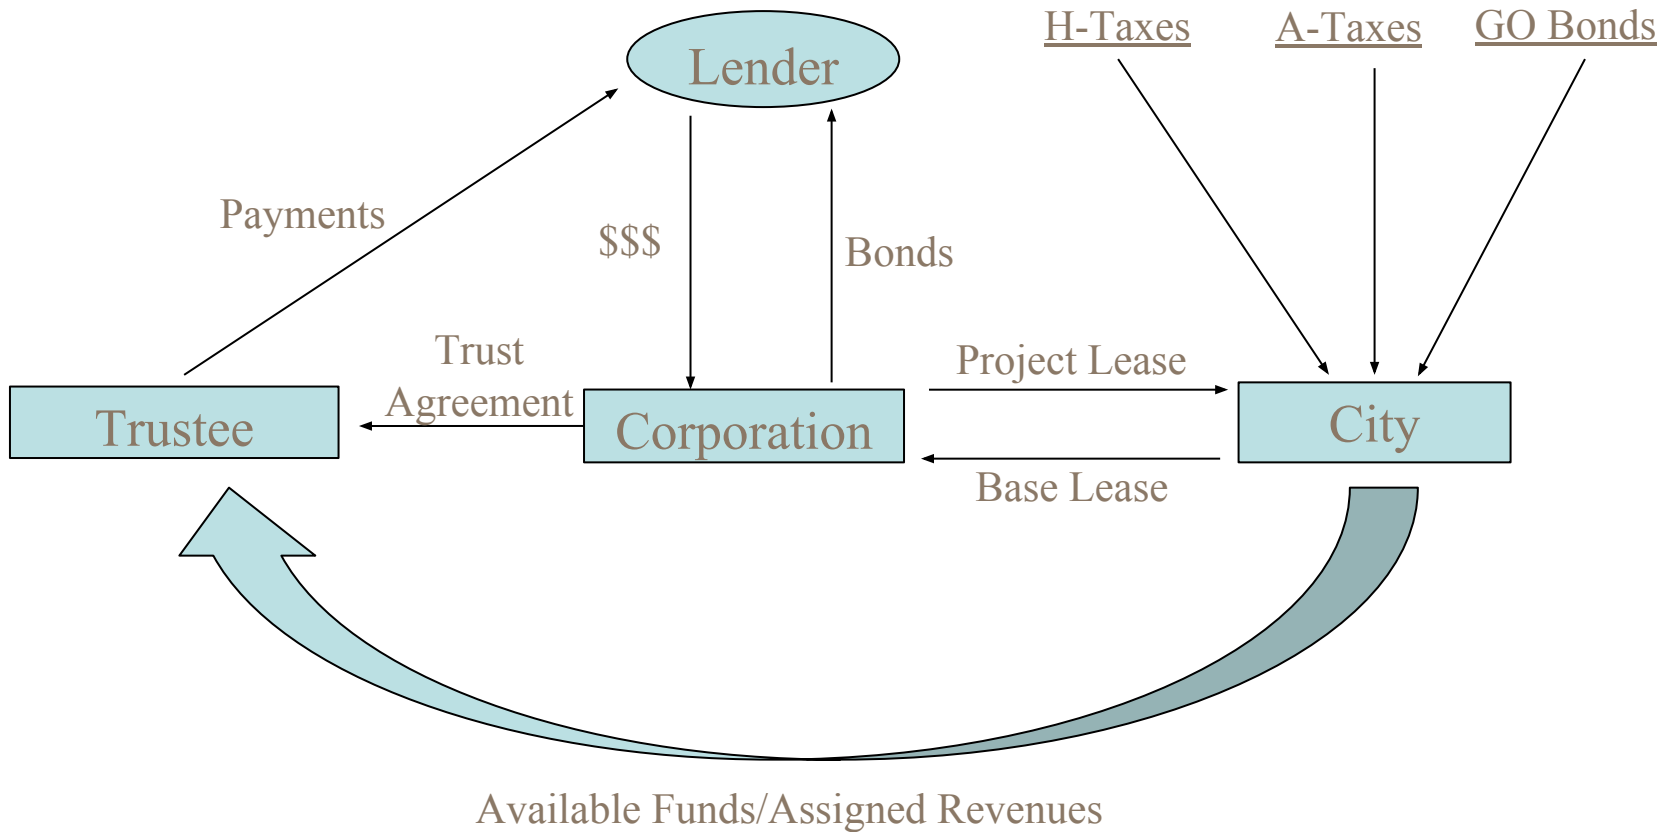 H-Taxes
A-Taxes
GO Bonds
Lender
Payments
$$$
Bonds
Trust
Agreement
Project Lease
Trustee
Corporation
City
Base Lease
Available Funds/Assigned Revenues